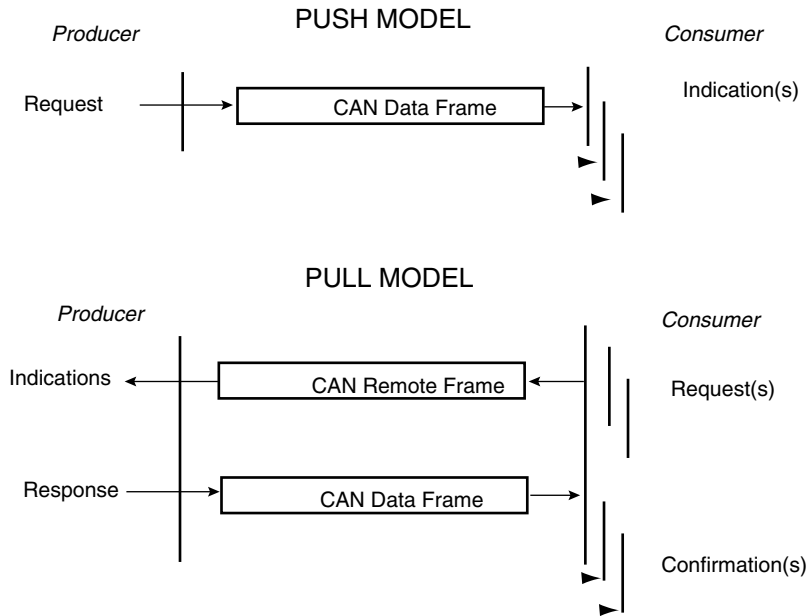 PUSH MODEL
Producer
Consumer
Request
CAN Data Frame
Indication(s)
PULL MODEL
Producer
Consumer
Indications
CAN Remote Frame
Request(s)
Response
CAN Data Frame
Confirmation(s)